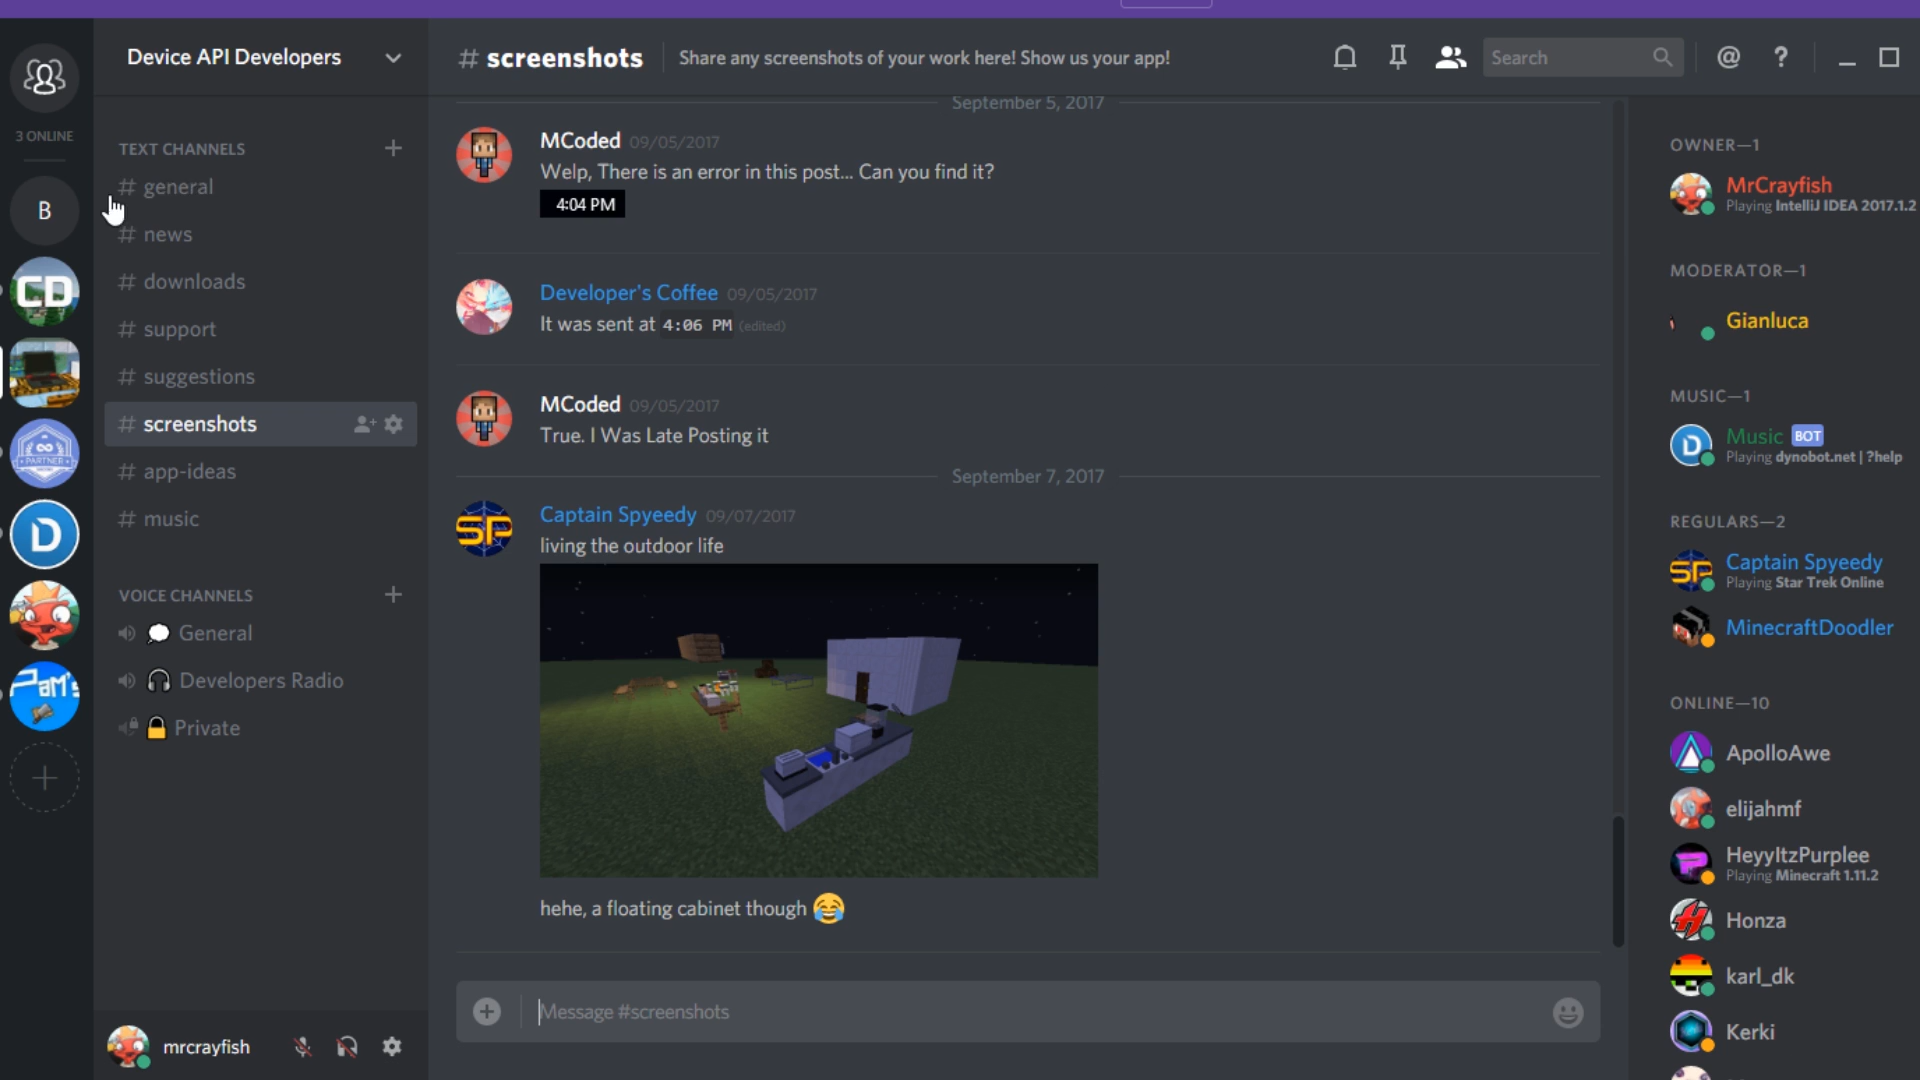 Device API Developers
# screenshots
Share any screenshots of your work here! Show us your app!
Search
@
?
3 ONLINE
B
CD
PARTNER
D
Pam's
TEXT CHANNELS
# general
# news
# downloads
# support
# suggestions
# screenshots
# app-ideas
# music
VOICE CHANNELS
General
Developers Radio
Private
mrcrayfish
September 5, 2017
MCoded 09/05/2017
Welp, There is an error in this post... Can you find it?
4:04 PM
Developer's Coffee 09/05/2017
It was sent at 4:06 PM (edited)
MCoded 09/05/2017
True. I Was Late Posting it
September 7, 2017
SP
Captain Spyeedy 09/07/2017
living the outdoor life
hehe, a floating cabinet though 😂
Message #screenshots
OWNER—1
MrCrayfish
Playing IntelliJ IDEA 2017.1.2
MODERATOR—1
Gianluca
MUSIC—1
D
Music BOT
Playing dynobot.net | ?help
REGULARS—2
SP
Captain Spyeedy
Playing Star Trek Online
MinecraftDoodler
ONLINE—10
ApolloAwe
elijahmf
HeyyItzPurplee
Playing Minecraft 1.11.2
Honza
karl_dk
Kerki